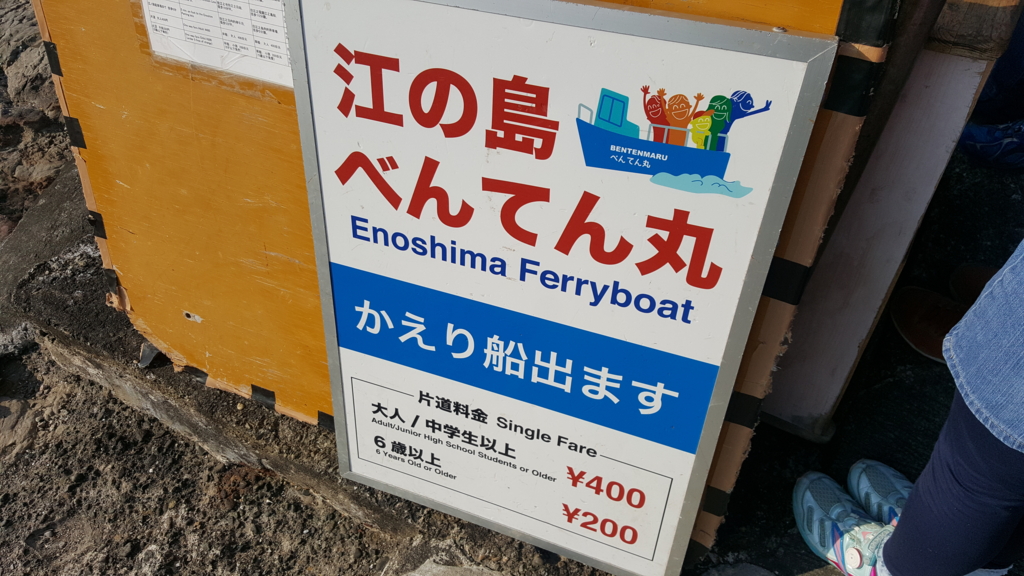 江の島
べんてん丸
BENTENMARU
べんてん丸
Enoshima Ferryboat
かえり船出ます
片道料金 Single Fare
大人 / 中学生以上
Adult/Junior High School Students or Older
¥400
6歳以上
6 Years Old or Older
¥200